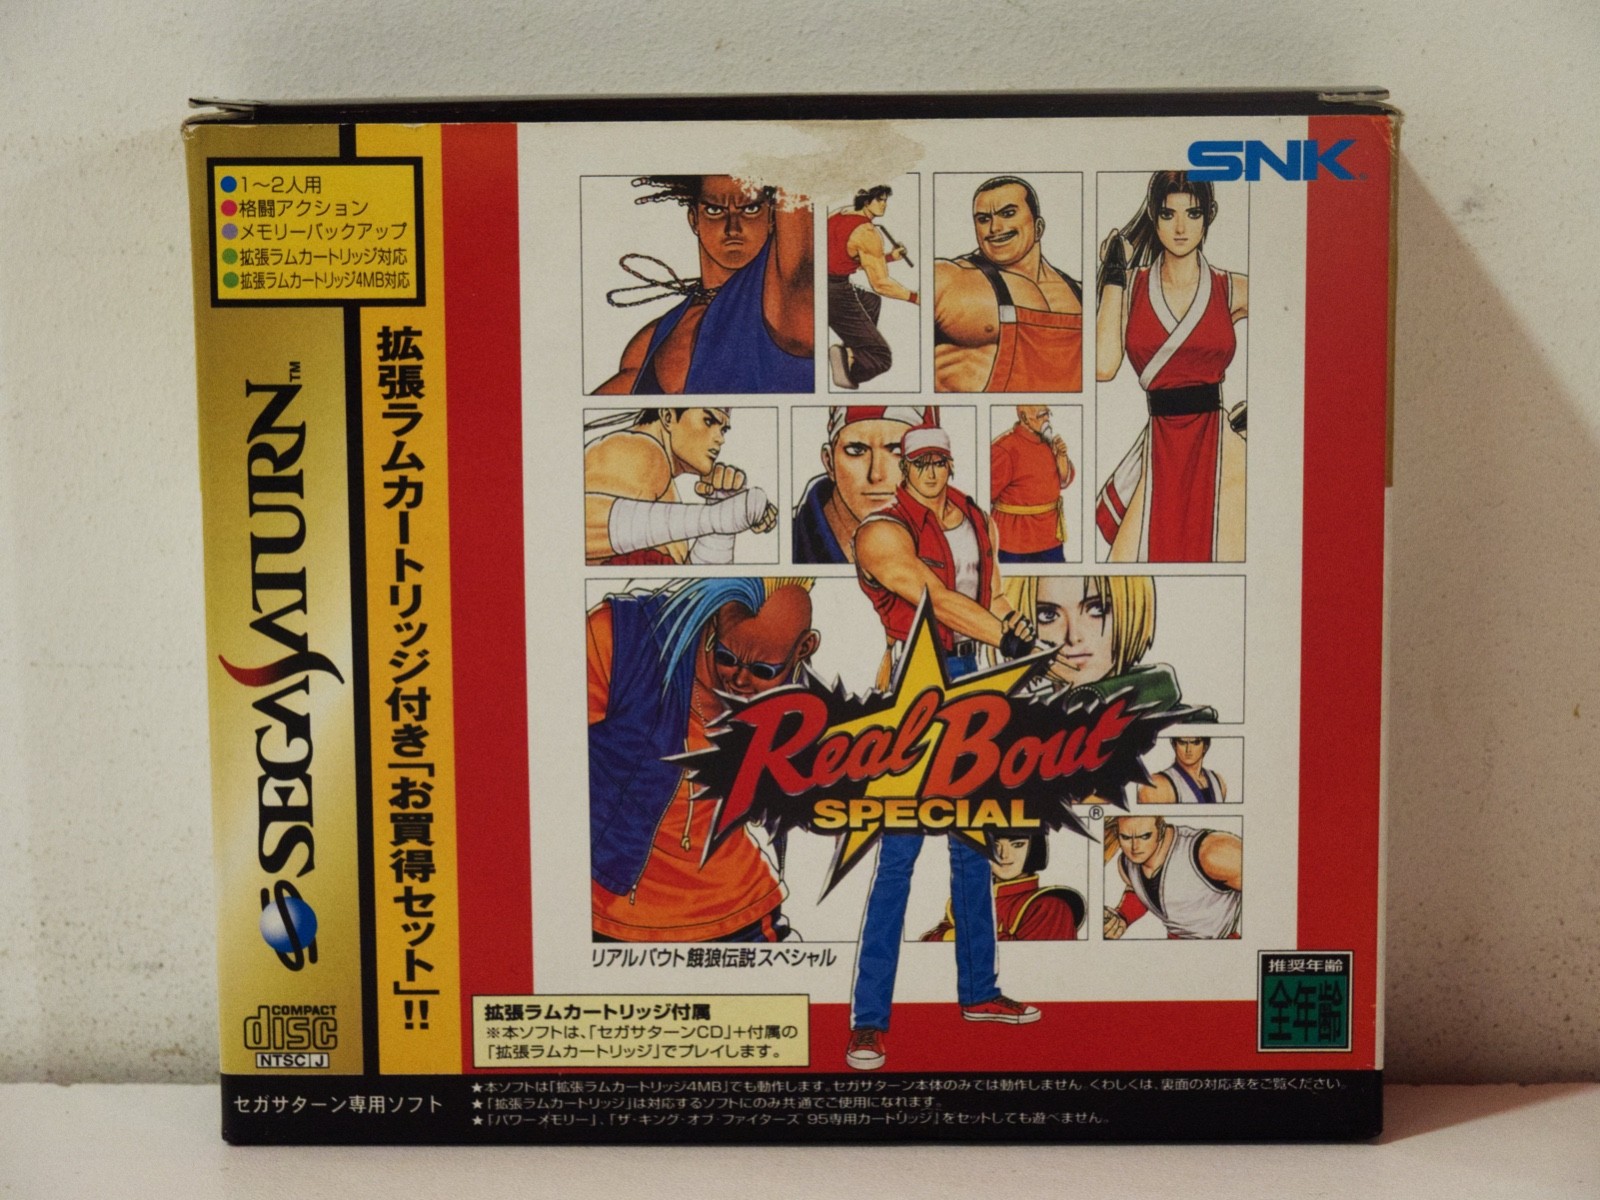 ●1～2人用
●格闘アクション
●メモリーバックアップ
●拡張ラムカートリッジ対応
●拡張ラムカートリッジ4MB対応
SEGA SATURN™
COMPACT
disc
NTSC J
拡張ラムカートリッジ付き「お買得セット」!!
SNK
Real Bout
SPECIAL®
リアルバウト餓狼伝説スペシャル
拡張ラムカートリッジ付属
※本ソフトは、「セガサターンCD」+付属の
「拡張ラムカートリッジ」でプレイします。
推奨年齢
全年齢
セガサターン専用ソフト
★本ソフトは「拡張ラムカートリッジ4MB」でも動作します。セガサターン本体のみでは動作しません。くわしくは、裏面の対応表をご覧ください。
★「拡張ラムカートリッジ」は対応するソフトにのみ共通でご使用になれます。
★「パワーメモリー」、「ザ・キング・オブ・ファイターズ'95専用カートリッジ」をセットしても遊べません。